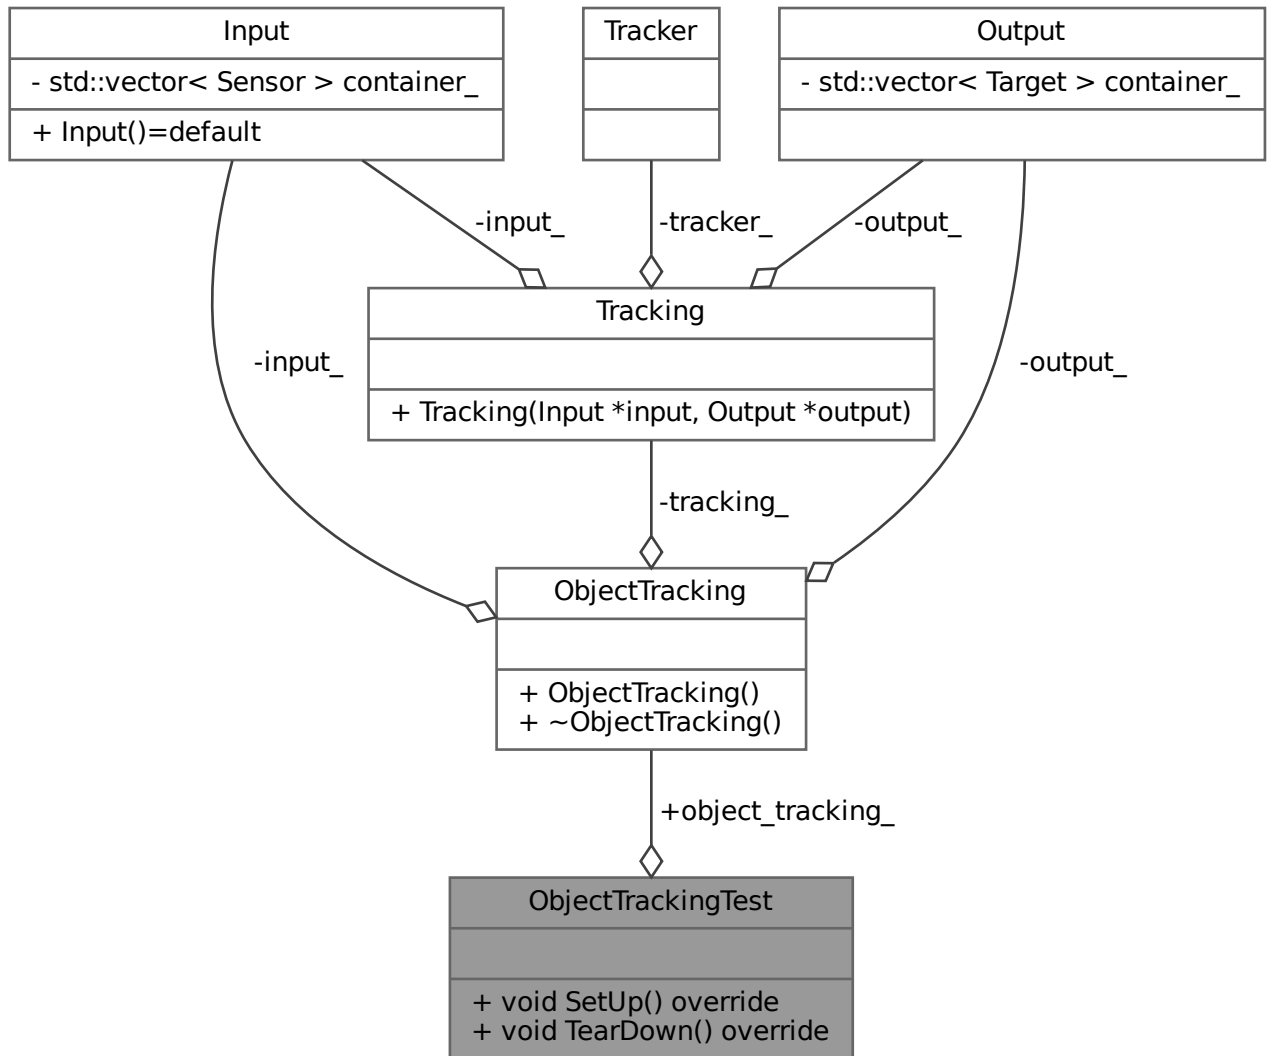 Input
- std::vector< Sensor > container_
+ Input()=default
Tracker
Output
- std::vector< Target > container_
-input_
-tracker_
-output_
Tracking
+ Tracking(Input *input, Output *output)
-input_
-output_
-tracking_
ObjectTracking
+ ObjectTracking()
+ ~ObjectTracking()
+object_tracking_
ObjectTrackingTest
+ void SetUp() override
+ void TearDown() override